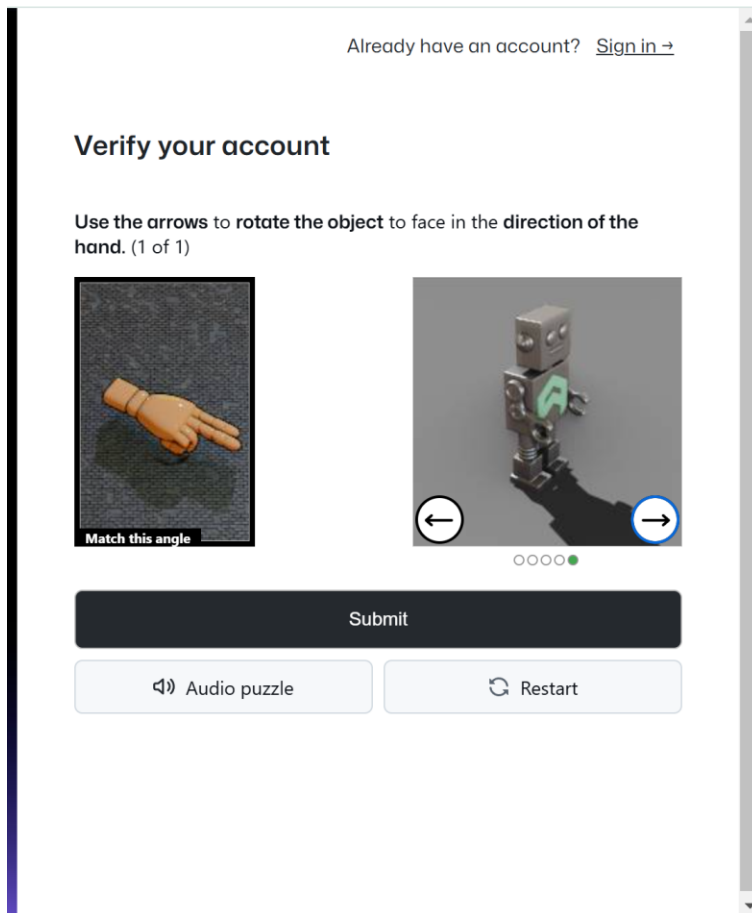 Already have an account? Sign in →
Verify your account
Use the arrows to rotate the object to face in the direction of the
hand. (1 of 1)
Match this angle
Submit
Audio puzzle
Restart